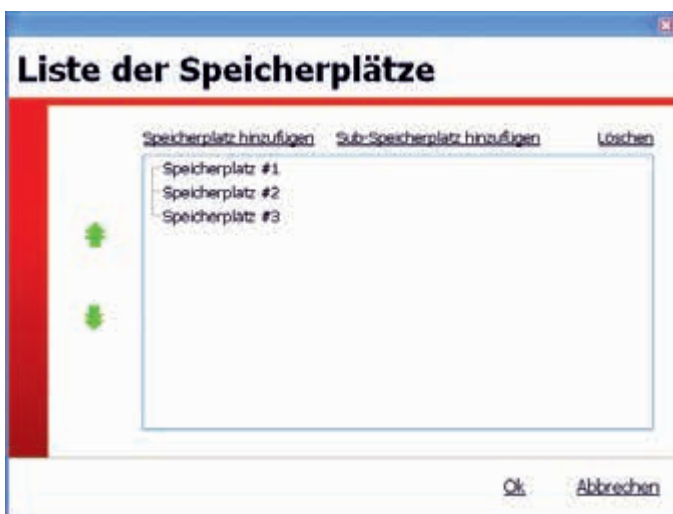 Liste der Speicherplätze
Speicherplatz hinzufügen Sub-Speicherplatz hinzufügen Löschen
Speicherplatz #1
Speicherplatz #2
Speicherplatz #3
Ok Abbrechen